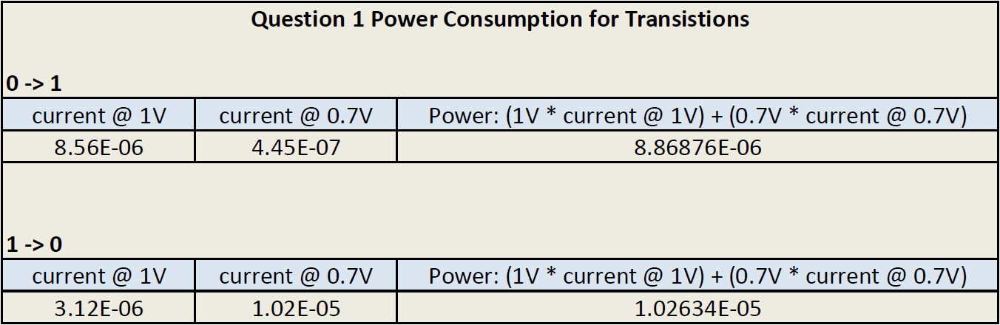 Question 1 Power Consumption for Transistions
0 -> 1
current @ 1V current @ 0.7V Power: (1V * current @ 1V) + (0.7V * current @ 0.7V)
8.56E-06 4.45E-07 8.86876E-06
1 -> 0
current @ 1V current @ 0.7V Power: (1V * current @ 1V) + (0.7V * current @ 0.7V)
3.12E-06 1.02E-05 1.02634E-05